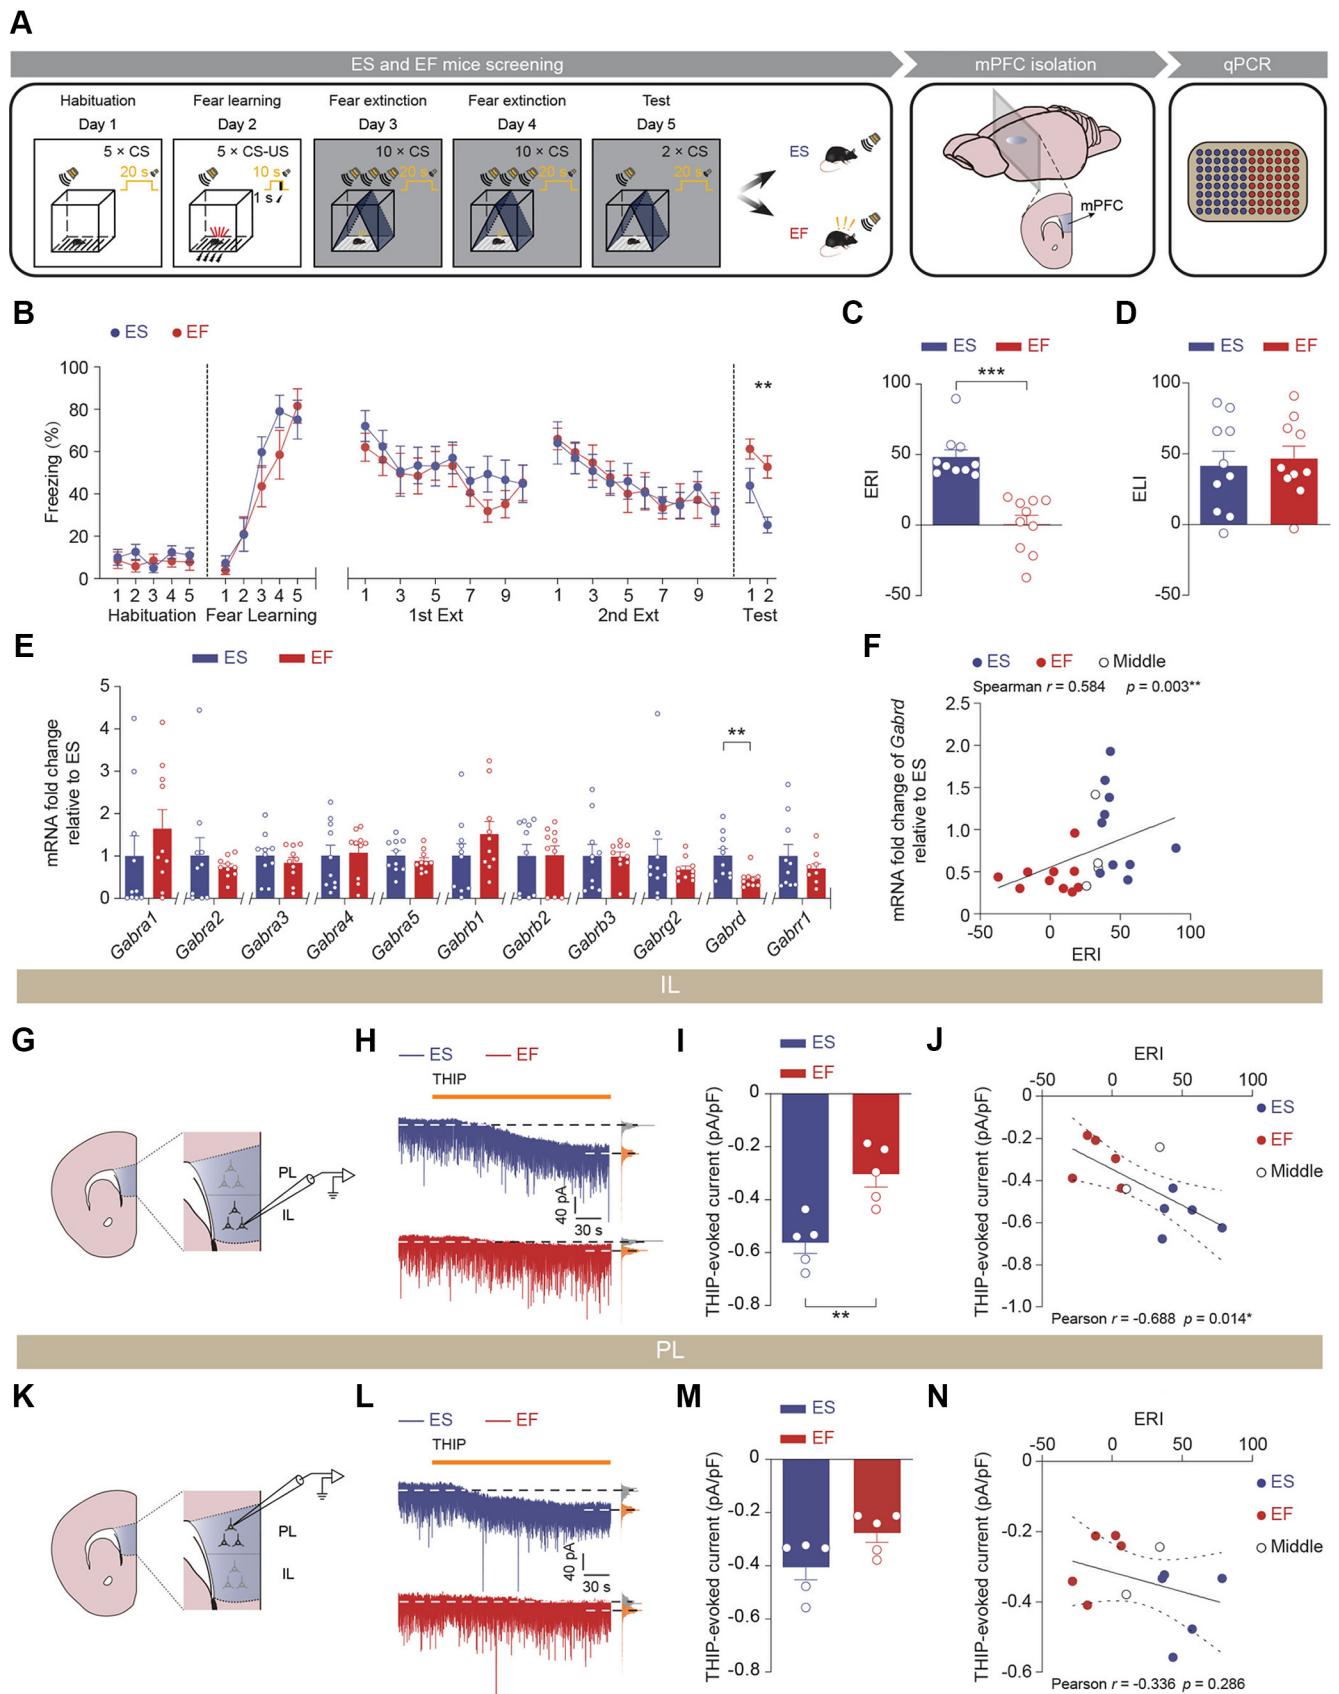 A
ES and EF mice screening
mPFC isolation
qPCR
Habituation
Day 1
5 × CS
20 s
Fear learning
Day 2
5 × CS-US
10 s
1 s
Fear extinction
Day 3
10 × CS
20 s
Fear extinction
Day 4
10 × CS
20 s
Test
Day 5
2 × CS
20 s
ES
EF
mPFC
B
ES EF
Freezing (%)
100
80
60
40
20
0
1 2 3 4 5
Habituation
1 2 3 4 5
Fear Learning
1 3 5 7 9
1st Ext
1 3 5 7 9
2nd Ext
1 2
Test
**
C
ES EF
***
ERI
100
50
0
-50
D
ES EF
ELI
100
50
0
-50
E
ES EF
mRNA fold change
relative to ES
5
4
3
2
1
0
**
Gabra1 Gabra2 Gabra3 Gabra4 Gabra5 Gabrb1 Gabrb2 Gabrb3 Gabrg2 Gabrd Gabrr1
F
ES EF Middle
Spearman r = 0.584 p = 0.003**
mRNA fold change of Gabrd
relative to ES
2.5
2.0
1.5
1.0
0.5
0
-50 0 50 100
ERI
IL
G
PL
IL
H
ES EF
THIP
40 pA
30 s
I
ES
EF
THIP-evoked current (pA/pF)
0
-0.2
-0.4
-0.6
-0.8
**
J
ERI
-50 0 50 100
THIP-evoked current (pA/pF)
0
-0.2
-0.4
-0.6
-0.8
-1.0
ES
EF
Middle
Pearson r = -0.688 p = 0.014*
PL
K
PL
IL
L
ES EF
THIP
40 pA
30 s
M
ES
EF
THIP-evoked current (pA/pF)
0
-0.2
-0.4
-0.6
-0.8
N
ERI
-50 0 50 100
THIP-evoked current (pA/pF)
0
-0.2
-0.4
-0.6
ES
EF
Middle
Pearson r = -0.336 p = 0.286